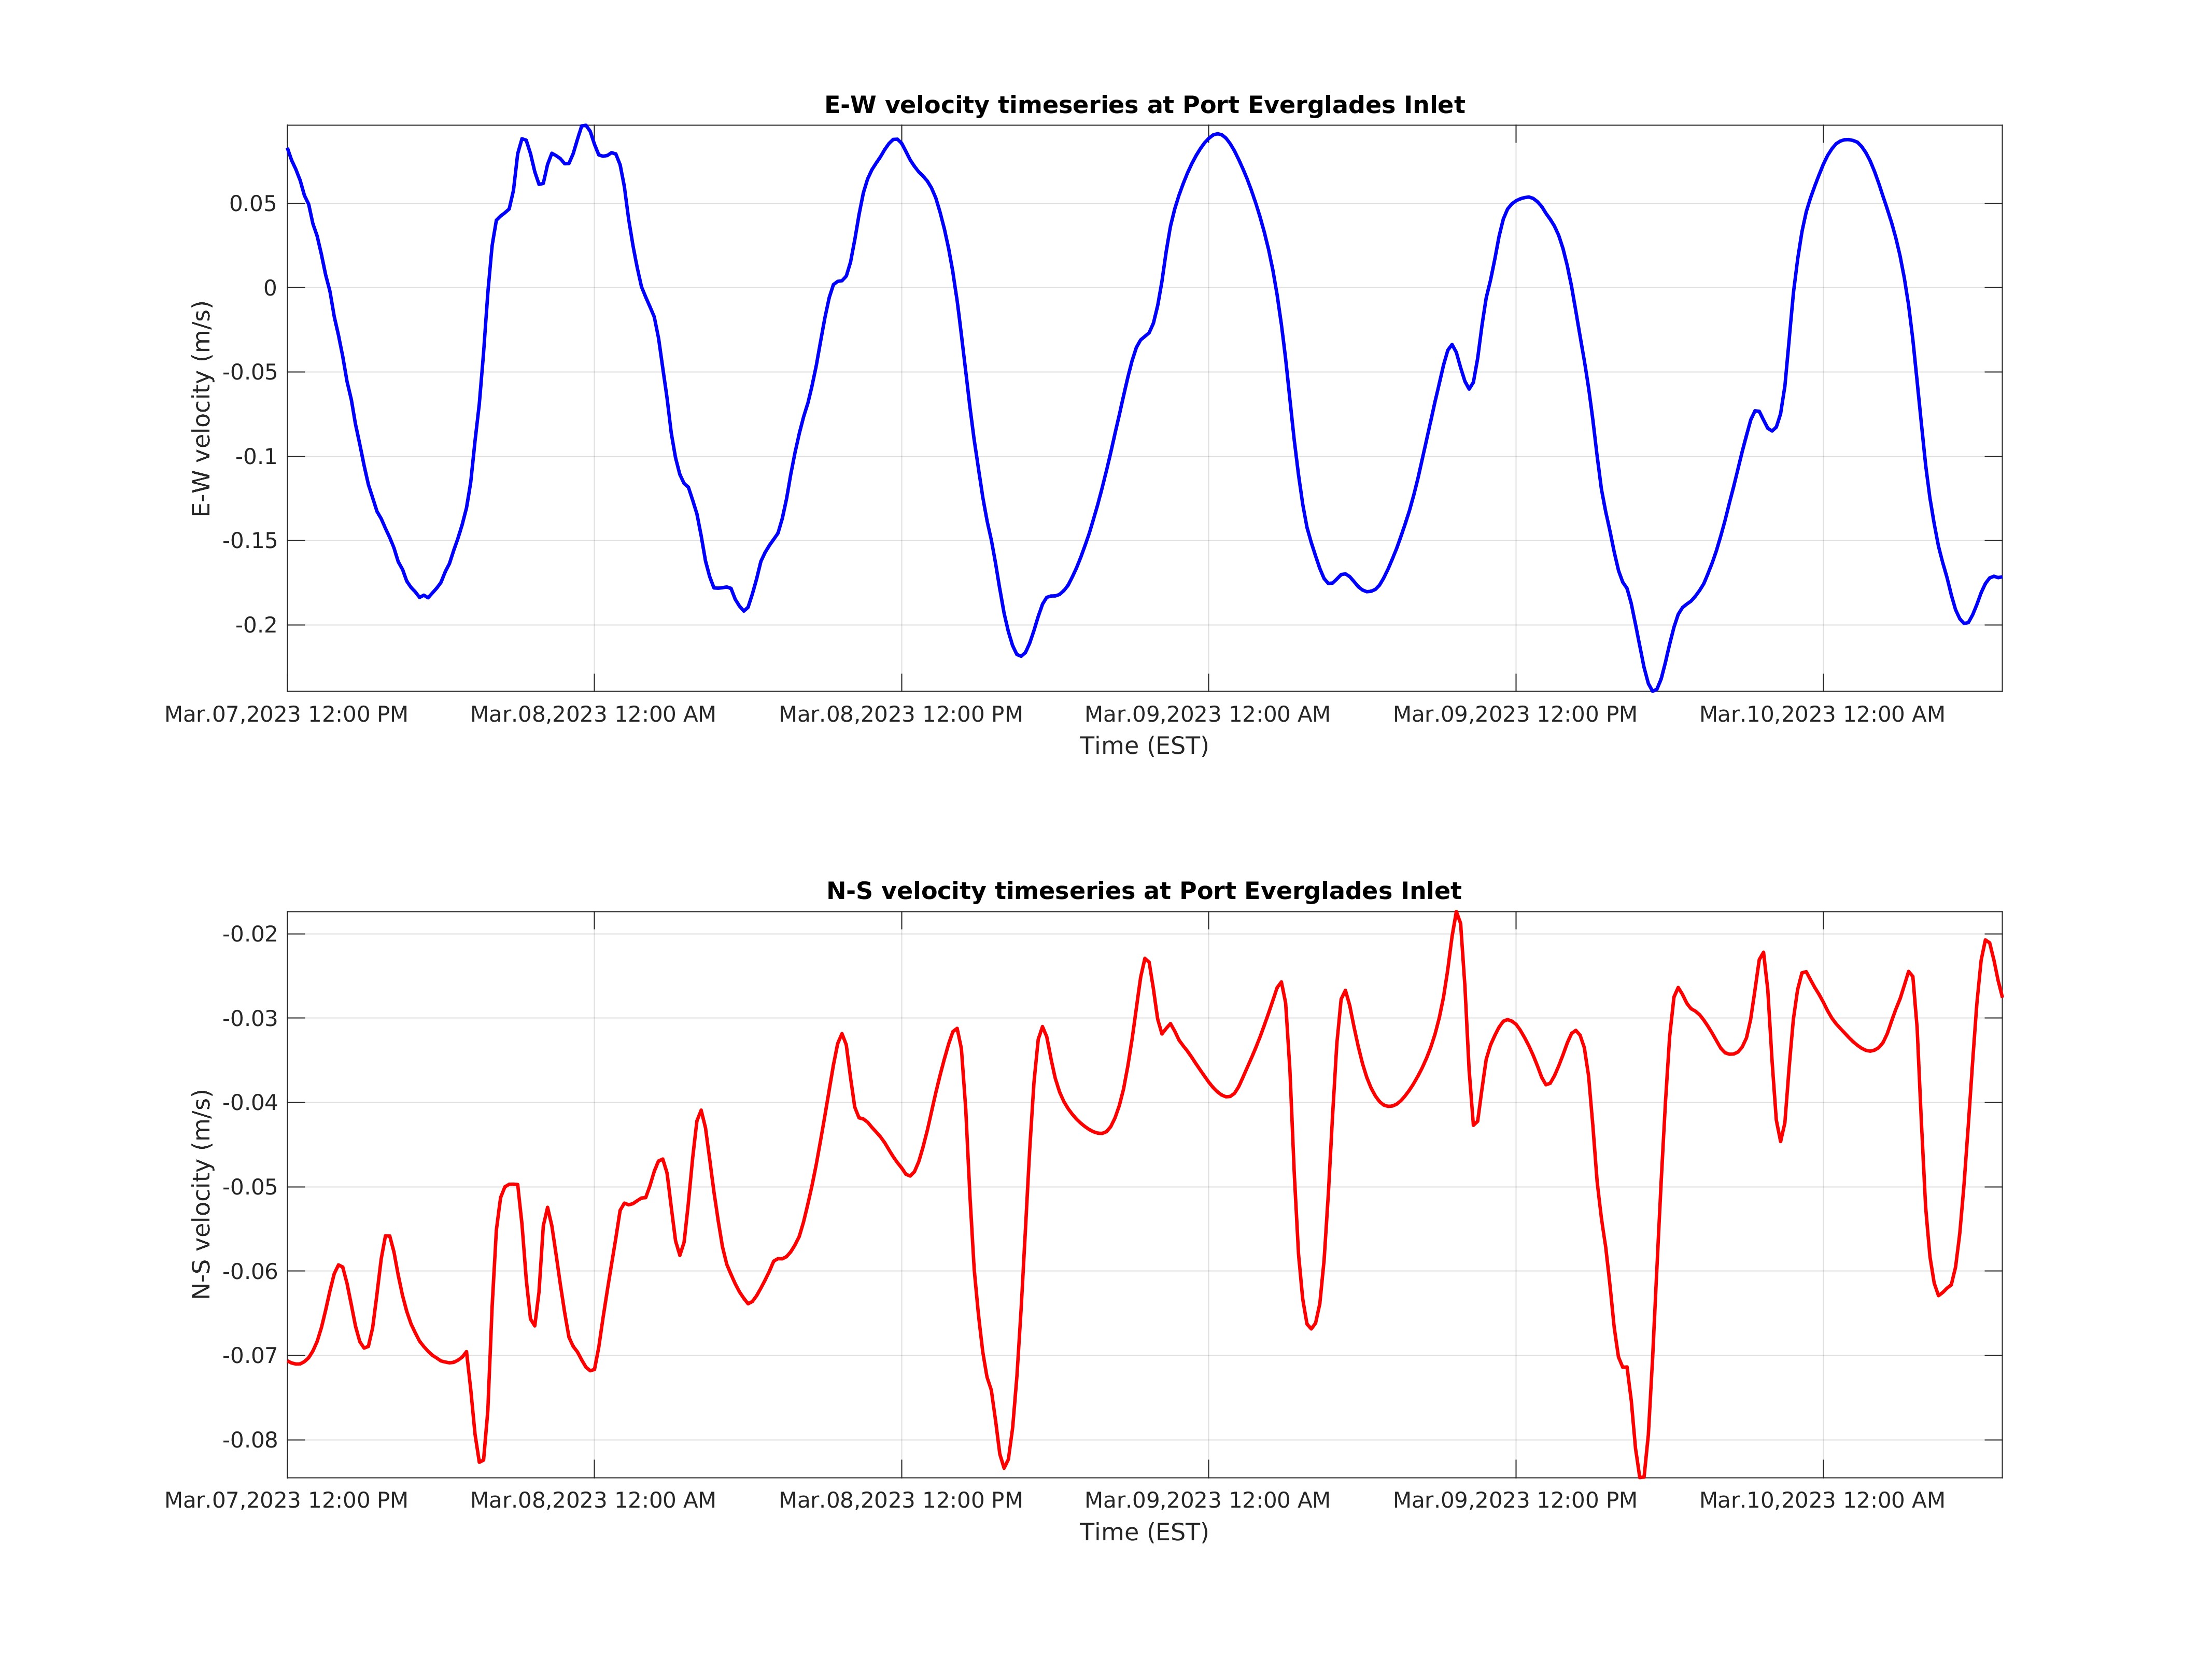 E-W velocity timeseries at Port Everglades Inlet
E-W velocity (m/s)
0.05
0
-0.05
-0.1
-0.15
-0.2
Mar.07,2023 12:00 PM Mar.08,2023 12:00 AM Mar.08,2023 12:00 PM Mar.09,2023 12:00 AM Mar.09,2023 12:00 PM Mar.10,2023 12:00 AM
Time (EST)
N-S velocity timeseries at Port Everglades Inlet
N-S velocity (m/s)
-0.02
-0.03
-0.04
-0.05
-0.06
-0.07
-0.08
Mar.07,2023 12:00 PM Mar.08,2023 12:00 AM Mar.08,2023 12:00 PM Mar.09,2023 12:00 AM Mar.09,2023 12:00 PM Mar.10,2023 12:00 AM
Time (EST)